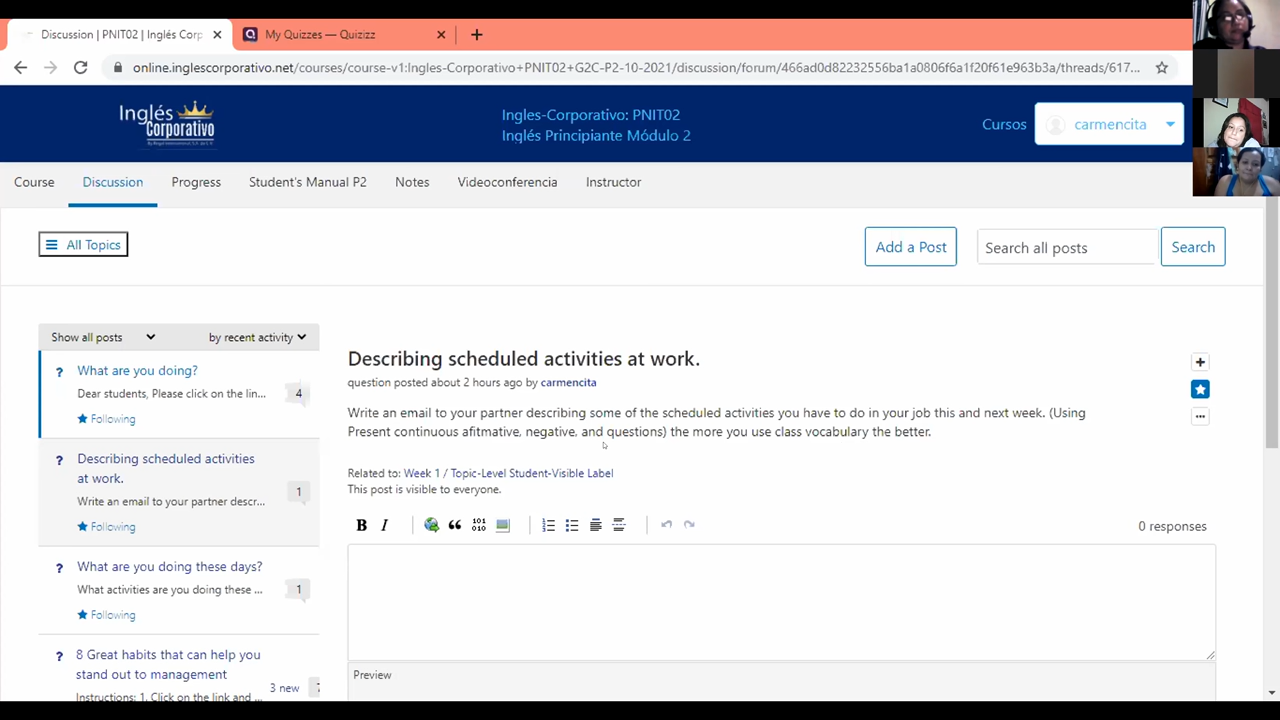 Discussion | PNIT02 | Inglés Corp
My Quizzes — Quizizz
online.inglescorporativo.net/courses/course-v1:Ingles-Corporativo+PNIT02+G2C-P2-10-2021/discussion/forum/466ad0d82232556ba1a0806f6a1f20f61e963b3a/threads/617...
Inglés Corporativo
Ingles-Corporativo: PNIT02
Inglés Principiante Módulo 2
Cursos
carmencita
Course
Discussion
Progress
Student's Manual P2
Notes
Videoconferencia
Instructor
All Topics
Add a Post
Search all posts
Search
Show all posts
by recent activity
? What are you doing?
Dear students, Please click on the lin...
4
Following
? Describing scheduled activities
at work.
Write an email to your partner descr...
1
Following
? What are you doing these days?
What activities are you doing these ...
1
Following
? 8 Great habits that can help you
stand out to management
3 new
Instructions: 1. Click on the link and ...
Describing scheduled activities at work.
question posted about 2 hours ago by carmencita
Write an email to your partner describing some of the scheduled activities you have to do in your job this and next week. (Using
Present continuous afitmative, negative, and questions) the more you use class vocabulary the better.
Related to: Week 1 / Topic-Level Student-Visible Label
This post is visible to everyone.
B I
101
010
0 responses
Preview